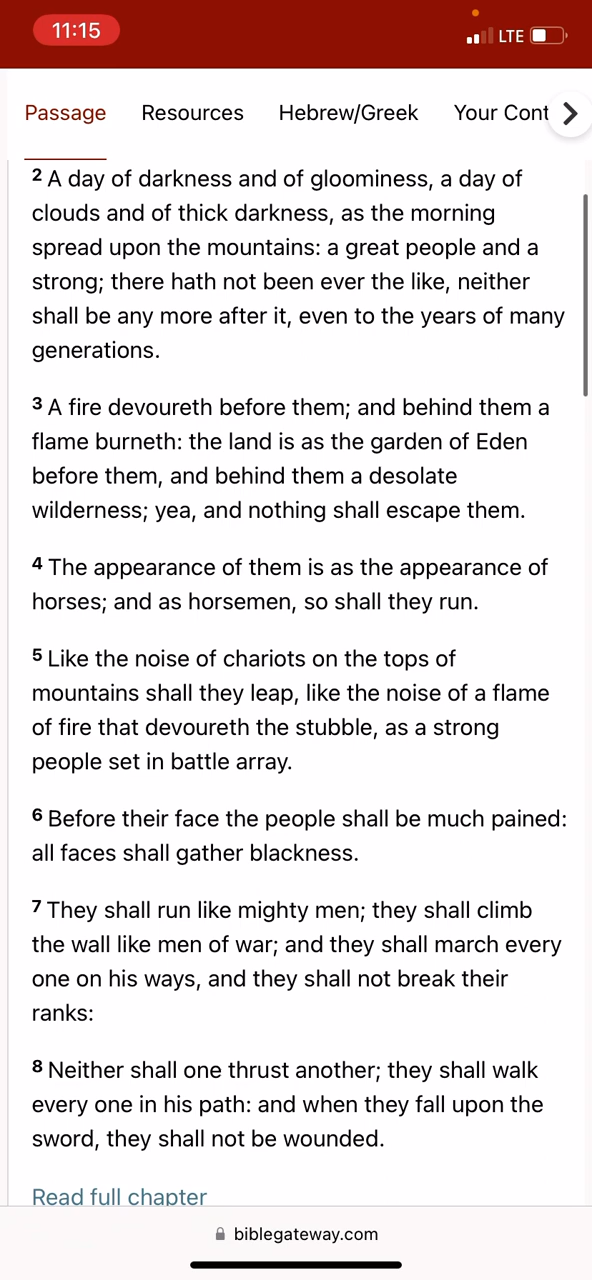 11:15
LTE
Passage Resources Hebrew/Greek Your Cont
2 A day of darkness and of gloominess, a day of
clouds and of thick darkness, as the morning
spread upon the mountains: a great people and a
strong; there hath not been ever the like, neither
shall be any more after it, even to the years of many
generations.
3 A fire devoureth before them; and behind them a
flame burneth: the land is as the garden of Eden
before them, and behind them a desolate
wilderness; yea, and nothing shall escape them.
4 The appearance of them is as the appearance of
horses; and as horsemen, so shall they run.
5 Like the noise of chariots on the tops of
mountains shall they leap, like the noise of a flame
of fire that devoureth the stubble, as a strong
people set in battle array.
6 Before their face the people shall be much pained:
all faces shall gather blackness.
7 They shall run like mighty men; they shall climb
the wall like men of war; and they shall march every
one on his ways, and they shall not break their
ranks:
8 Neither shall one thrust another; they shall walk
every one in his path: and when they fall upon the
sword, they shall not be wounded.
Read full chapter
biblegateway.com